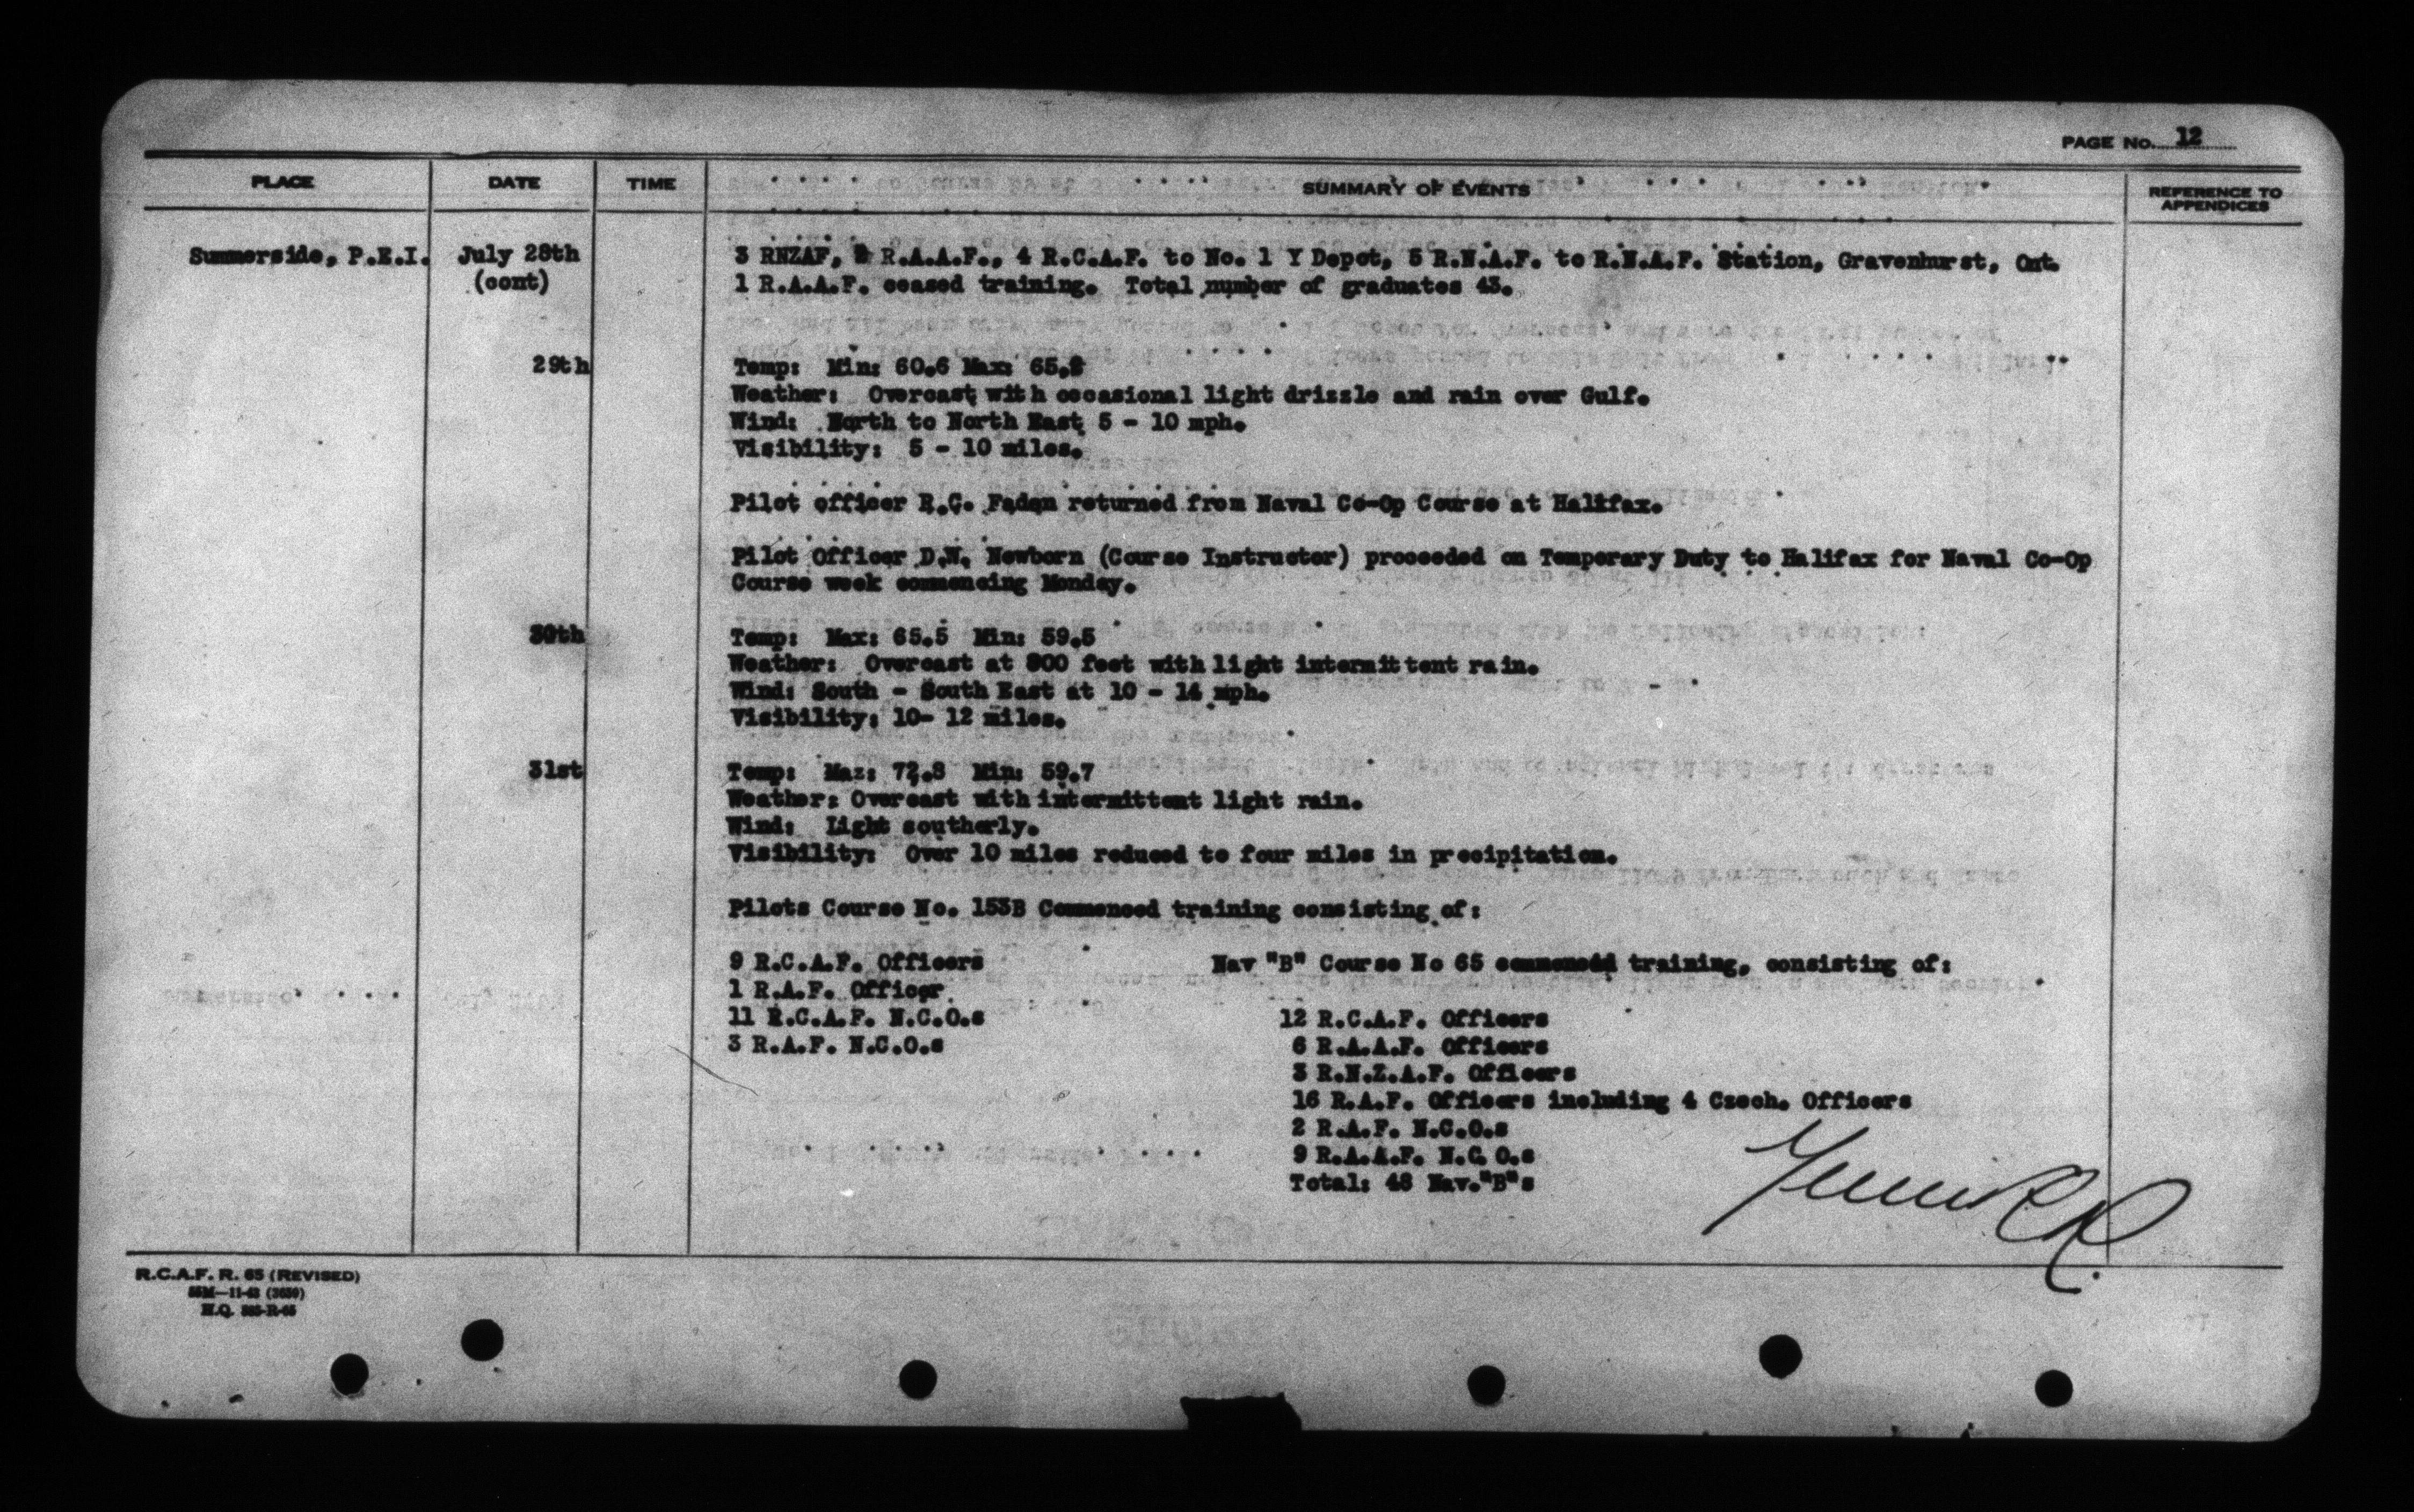 PAGE NO. 12
PLACE DATE TIME SUMMARY OF EVENTS REFERENCE TO APPENDICES
Summerside, P.E.I. July 28th 3 RNZAF, R.A.A.F., 4 R.C.A.F. to No. 1 Y Depot, 5 R.N.A.F. to R.N.A.F. Station, Gravenhurst, Ont.
(cont) 1 R.A.A.F. ceased training. Total number of graduates 43.
29th Temp: Min: 60.6 Max: 65.
Weather: Overcast with occasional light drizzle and rain over Gulf.
Wind: North to North East 5 - 10 mph.
Visibility: 5 - 10 miles.
Pilot officer R.C. Faden returned from Naval Co-Op Course at Halifax.
Pilot Officer D.N. Newborn (Course Instructor) proceeded on Temporary Duty to Halifax for Naval Co-Op
Course week commencing Monday.
30th Temp: Max: 65.5 Min: 59.5
Weather: Overcast at 800 feet with light intermittent rain.
Wind: South - South East at 10 - 14 mph.
Visibility: 10- 12 miles.
31st Temp: Maz: 72.8 Min: 59.7
Weather: Overcast with intermittent light rain.
Wind: Light southerly.
Visibility: Over 10 miles reduced to four miles in precipitation.
Pilots Course No. 153B Commenced training consisting of:
9 R.C.A.F. Officers Nav "B" Course No 65 commenced training, consisting of:
1 R.A.F. Officer
11 R.C.A.F. N.C.O.s 12 R.C.A.F. Officers
3 R.A.F. N.C.O.s 6 R.A.A.F. Officers
3 R.N.Z.A.F. Officers
16 R.A.F. Officers including 4 Czech. Officers
2 R.A.F. N.C.O.s
9 R.A.A.F. N.C.O.s
Total: 48 Nav."B"s
R.C.A.F. R. 65 (REVISED)
55M—11-43 (3630)
H.Q. 885-R-65